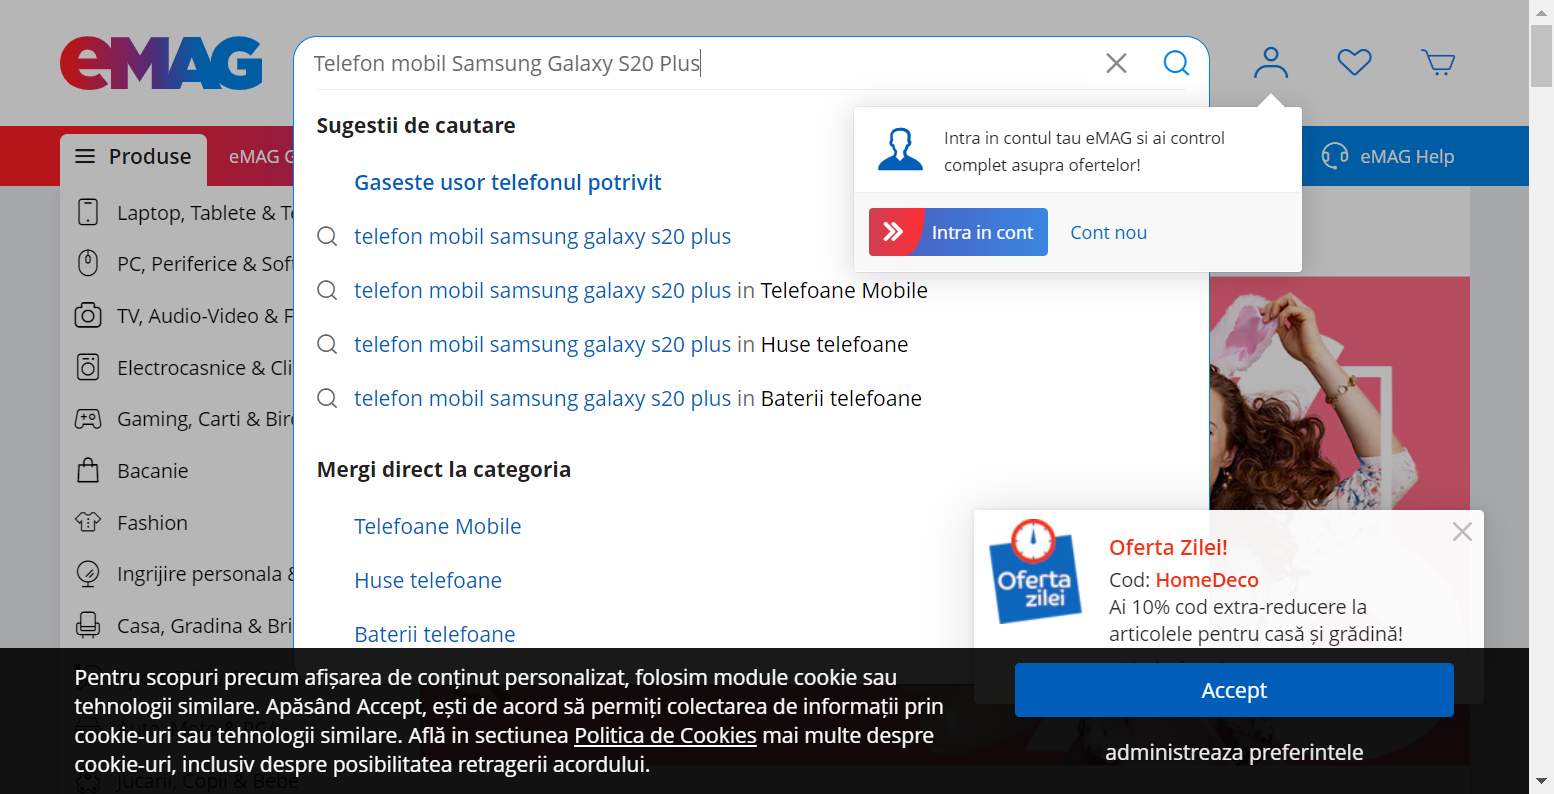 eMAG
Telefon mobil Samsung Galaxy S20 Plus
Sugestii de cautare
Gaseste usor telefonul potrivit
telefon mobil samsung galaxy s20 plus
telefon mobil samsung galaxy s20 plus in Telefoane Mobile
telefon mobil samsung galaxy s20 plus in Huse telefoane
telefon mobil samsung galaxy s20 plus in Baterii telefoane
Mergi direct la categoria
Telefoane Mobile
Huse telefoane
Baterii telefoane
Intra in contul tau eMAG si ai control
complet asupra ofertelor!
Intra in cont
Cont nou
eMAG Help
Produse
eMAG G
Laptop, Tablete & Te
PC, Periferice & Soft
TV, Audio-Video & F
Electrocasnice & Cli
Gaming, Carti & Biro
Bacanie
Fashion
Ingrijire personala &
Casa, Gradina & Bri
Jucarii, Copii & Bebe
Oferta
zilei
Oferta Zilei!
Cod: HomeDeco
Ai 10% cod extra-reducere la
articolele pentru casă și grădină!
Pentru scopuri precum afișarea de conținut personalizat, folosim module cookie sau
tehnologii similare. Apăsând Accept, ești de acord să permiți colectarea de informații prin
cookie-uri sau tehnologii similare. Află in sectiunea Politica de Cookies mai multe despre
cookie-uri, inclusiv despre posibilitatea retragerii acordului.
Accept
administreaza preferintele